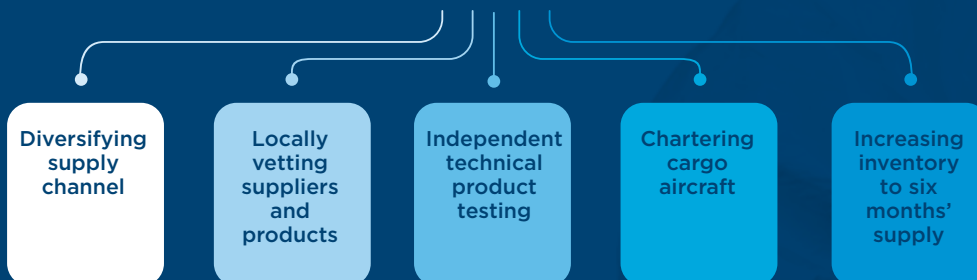 Diversifying
supply
channel
Locally
vetting
suppliers
and
products
Independent
technical
product
testing
Chartering
cargo
aircraft
Increasing
inventory
to six
months’
supply